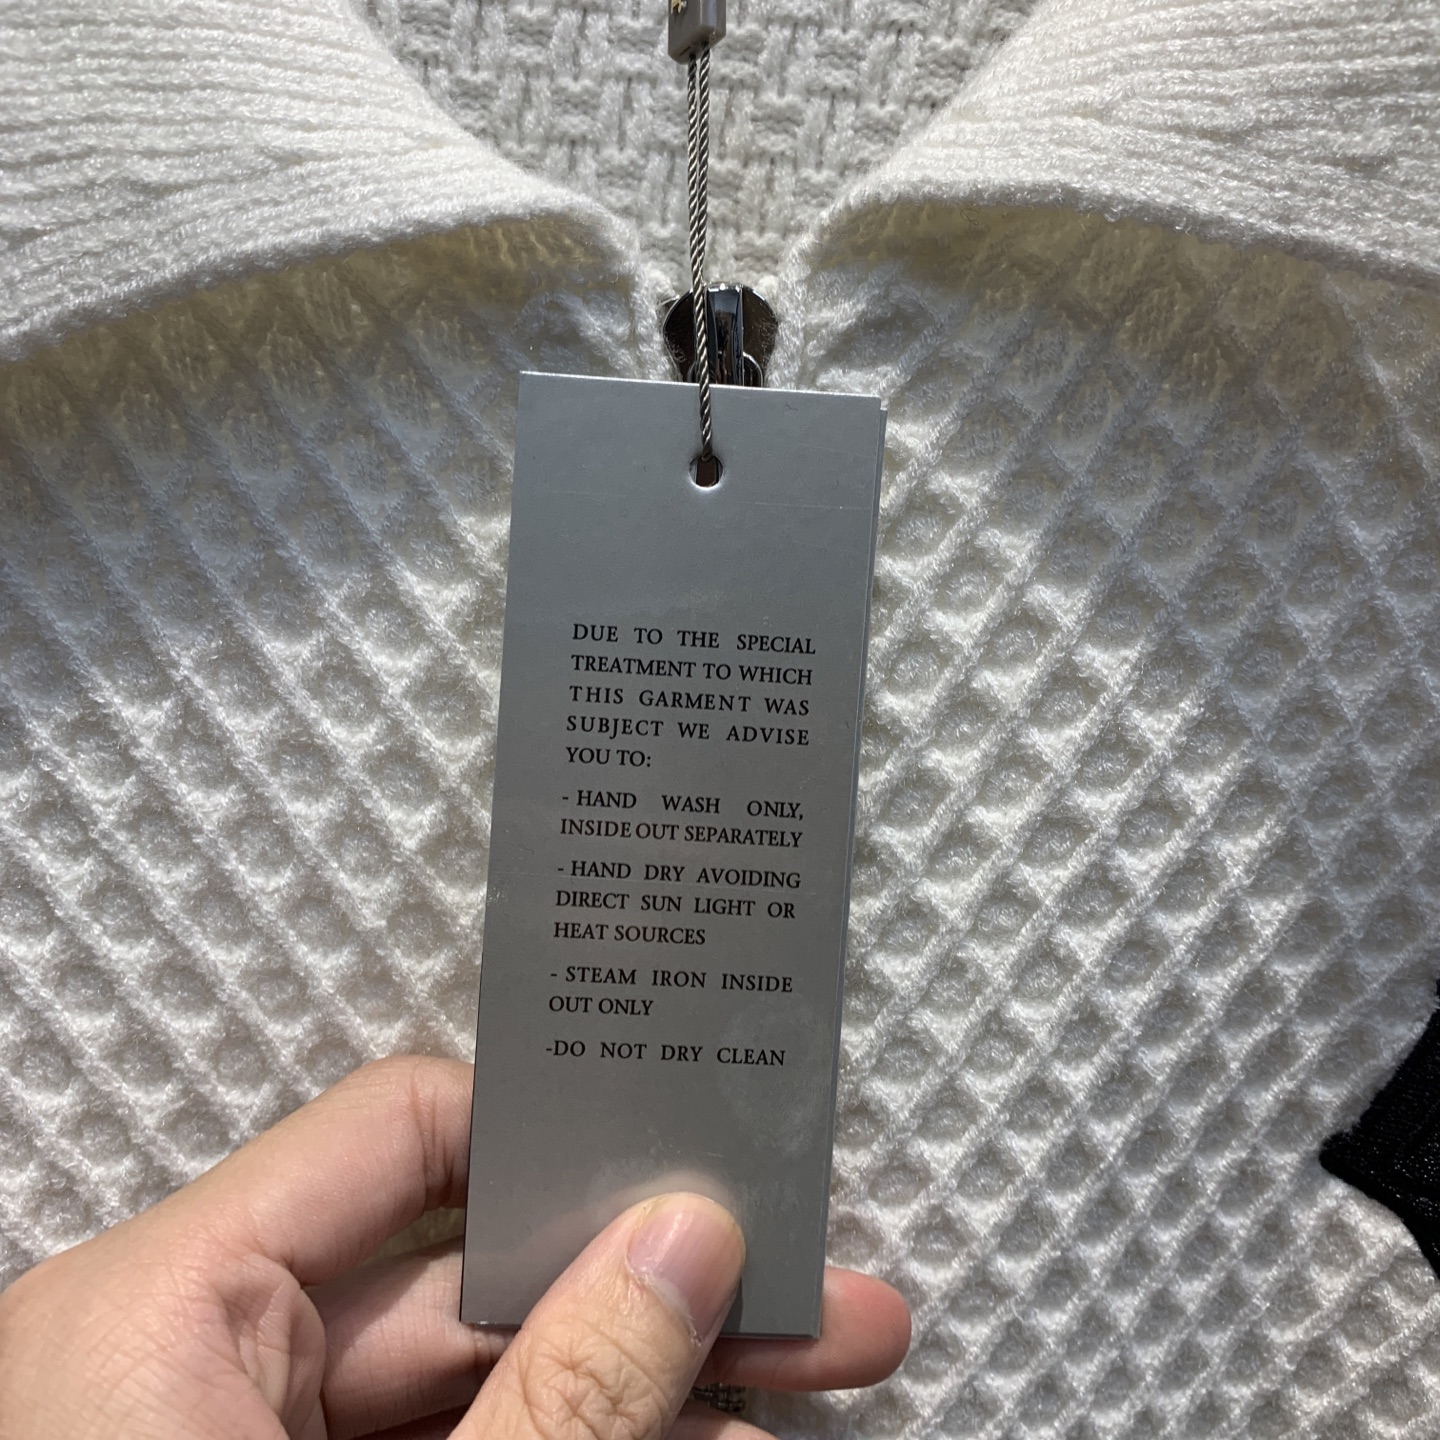 DUE TO THE SPECIAL
TREATMENT TO WHICH
THIS GARMENT WAS
SUBJECT WE ADVISE
YOU TO:
- HAND WASH ONLY,
INSIDE OUT SEPARATELY
- HAND DRY AVOIDING
DIRECT SUN LIGHT OR
HEAT SOURCES
- STEAM IRON INSIDE
OUT ONLY
-DO NOT DRY CLEAN